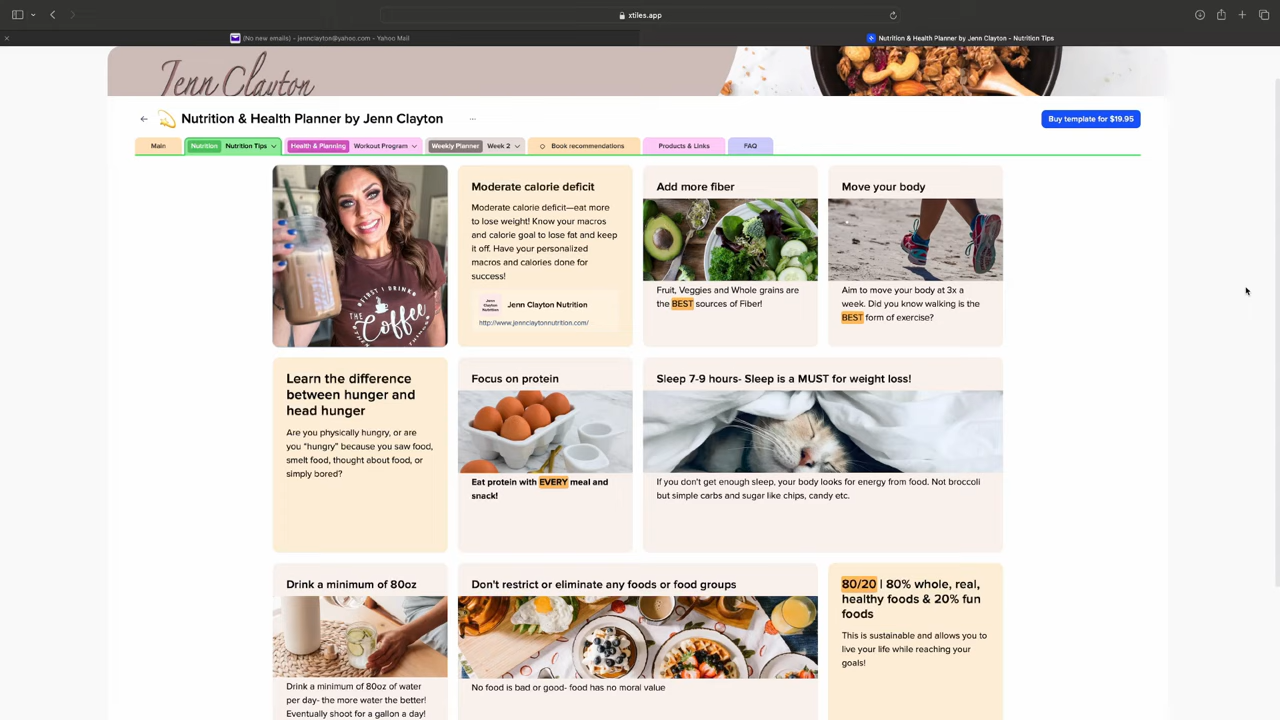 xtiles.app
(No new emails) - jennclayton@yahoo.com - Yahoo Mail
Nutrition & Health Planner by Jenn Clayton - Nutrition Tips
Jenn Clayton
Nutrition & Health Planner by Jenn Clayton
Buy template for $19.95
Main
Nutrition Nutrition Tips
Health & Planning Workout Program
Weekly Planner Week 2
Book recommendations
Products & Links
FAQ
FIRST I DRINK
THE
Coffee
THEN
THINGS
Moderate calorie deficit
Moderate calorie deficit—eat more
to lose weight! Know your macros
and calorie goal to lose fat and keep
it off. Have your personalized
macros and calories done for
success!
Jenn
Clayton
Nutrition
Jenn Clayton Nutrition
http://www.jennclaytonnutrition.com/
Add more fiber
Fruit, Veggies and Whole grains are
the BEST sources of Fiber!
Move your body
Aim to move your body at 3x a
week. Did you know walking is the
BEST form of exercise?
Learn the difference
between hunger and
head hunger
Are you physically hungry, or are
you “hungry” because you saw food,
smelt food, thought about food, or
simply bored?
Focus on protein
Eat protein with EVERY meal and
snack!
Sleep 7-9 hours- Sleep is a MUST for weight loss!
If you don't get enough sleep, your body looks for energy from food. Not broccoli
but simple carbs and sugar like chips, candy etc.
Drink a minimum of 80oz
Drink a minimum of 80oz of water
per day- the more water the better!
Eventually shoot for a gallon a day!
Don't restrict or eliminate any foods or food groups
No food is bad or good- food has no moral value
80/20 | 80% whole, real,
healthy foods & 20% fun
foods
This is sustainable and allows you to
live your life while reaching your
goals!